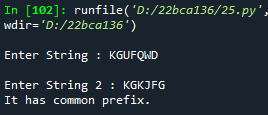 In [102]: runfile('D:/22bca136/25.py',
wdir='D:/22bca136')
Enter String : KGUFQWD
Enter String 2 : KGKJFG
It has common prefix.